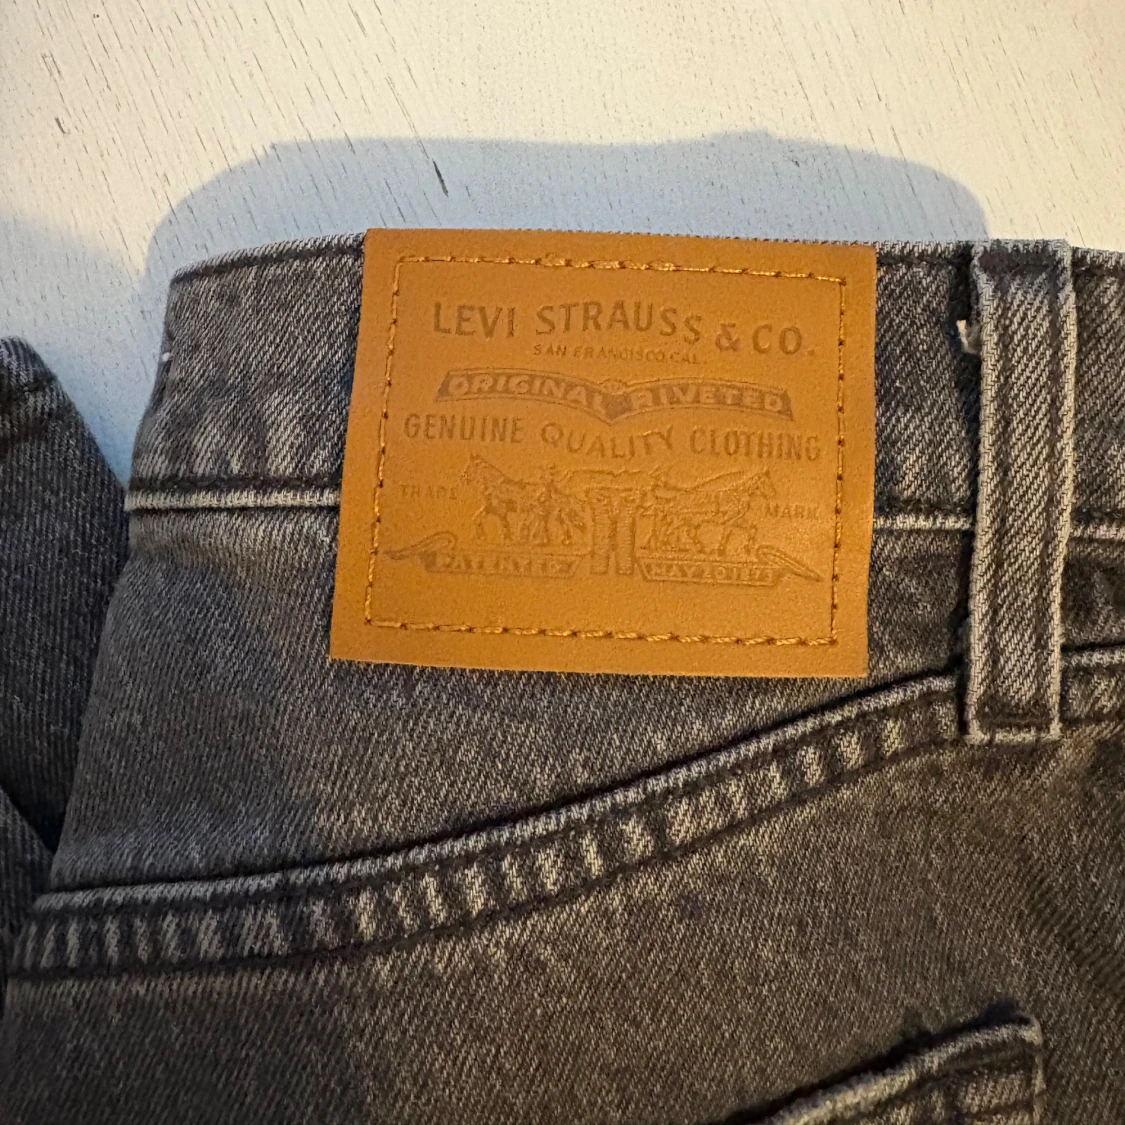 LEVI STRAUSS & CO.
SAN FRANCISCO, CAL.
ORIGINAL RIVETED
GENUINE QUALITY CLOTHING
TRADE MARK
PATENTED MAY 20 1873